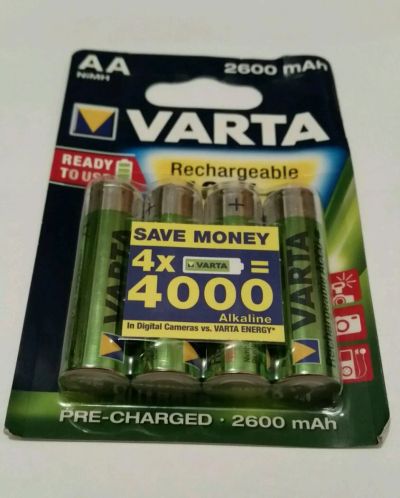 AA
NiMH
2600 mAh
VARTA
READY
TO USE
Rechargeable
SAVE MONEY
4x VARTA =
4000
Alkaline
In Digital Cameras vs. VARTA ENERGY*
VARTA
VARTA
PRE-CHARGED · 2600 mAh